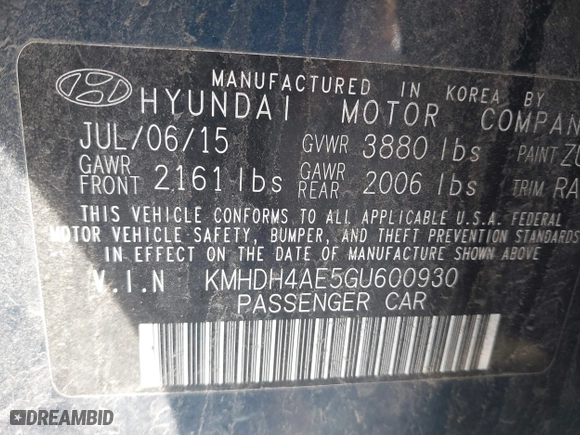 MANUFACTURED IN KOREA BY
HYUNDAI MOTOR COMPAN
JUL/06/15 GVWR 3880 lbs PAINT
GAWR FRONT 2161 lbs GAWR REAR 2006 lbs TRIM RA
THIS VEHICLE CONFORMS TO ALL APPLICABLE U.S.A. FEDERAL
MOTOR VEHICLE SAFETY, BUMPER, AND THEFT PREVENTION STANDARDS
IN EFFECT ON THE DATE OF MANUFACTURE SHOWN ABOVE.
V.I.N KMHDH4AE5GU600930
PASSENGER CAR
DREAMBID